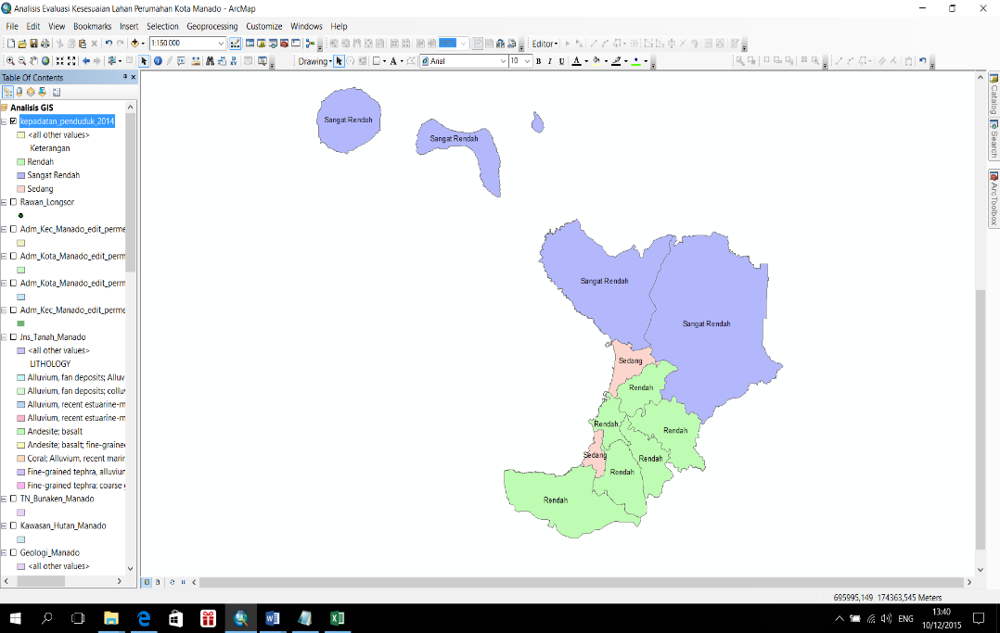 Analisis Evaluasi Kesesuaian Lahan Perumahan Kota Manado - ArcMap
File Edit View Bookmarks Insert Selection Geoprocessing Customize Windows Help
1:150.000
100%
Editor
Drawing
Arial
10
B I U A
Table Of Contents
Analisis GIS
kepadatan_penduduk_2014
<all other values>
Keterangan
Rendah
Sangat Rendah
Sedang
Rawan_Longsor
Adm_Kec_Manado_edit_perme
Adm_Kota_Manado_edit_perm
Adm_Kota_Manado_edit_perm
Adm_Kec_Manado_edit_perme
Jns_Tanah_Manado
<all other values>
LITHOLOGY
Alluvium, fan deposits; Alluv
Alluvium, fan deposits; colluv
Alluvium, recent estuarine-m
Alluvium, recent estuarine-m
Andesite; basalt
Andesite; basalt; fine-graine
Coral; Alluvium, recent marin
Fine-grained tephra, alluvium
Fine-grained tephra; coarse g
TN_Bunaken_Manado
Kawasan_Hutan_Manado
Geologi_Manado
<all other values>
Sangat Rendah
Sangat Rendah
Sangat Rendah
Sangat Rendah
Sedang
Rendah
Rendah
Rendah
Sedang
Rendah
Rendah
Rendah
Catalog
Search
ArcToolbox
695995,149 174363,545 Meters
ENG
13:40
10/12/2015